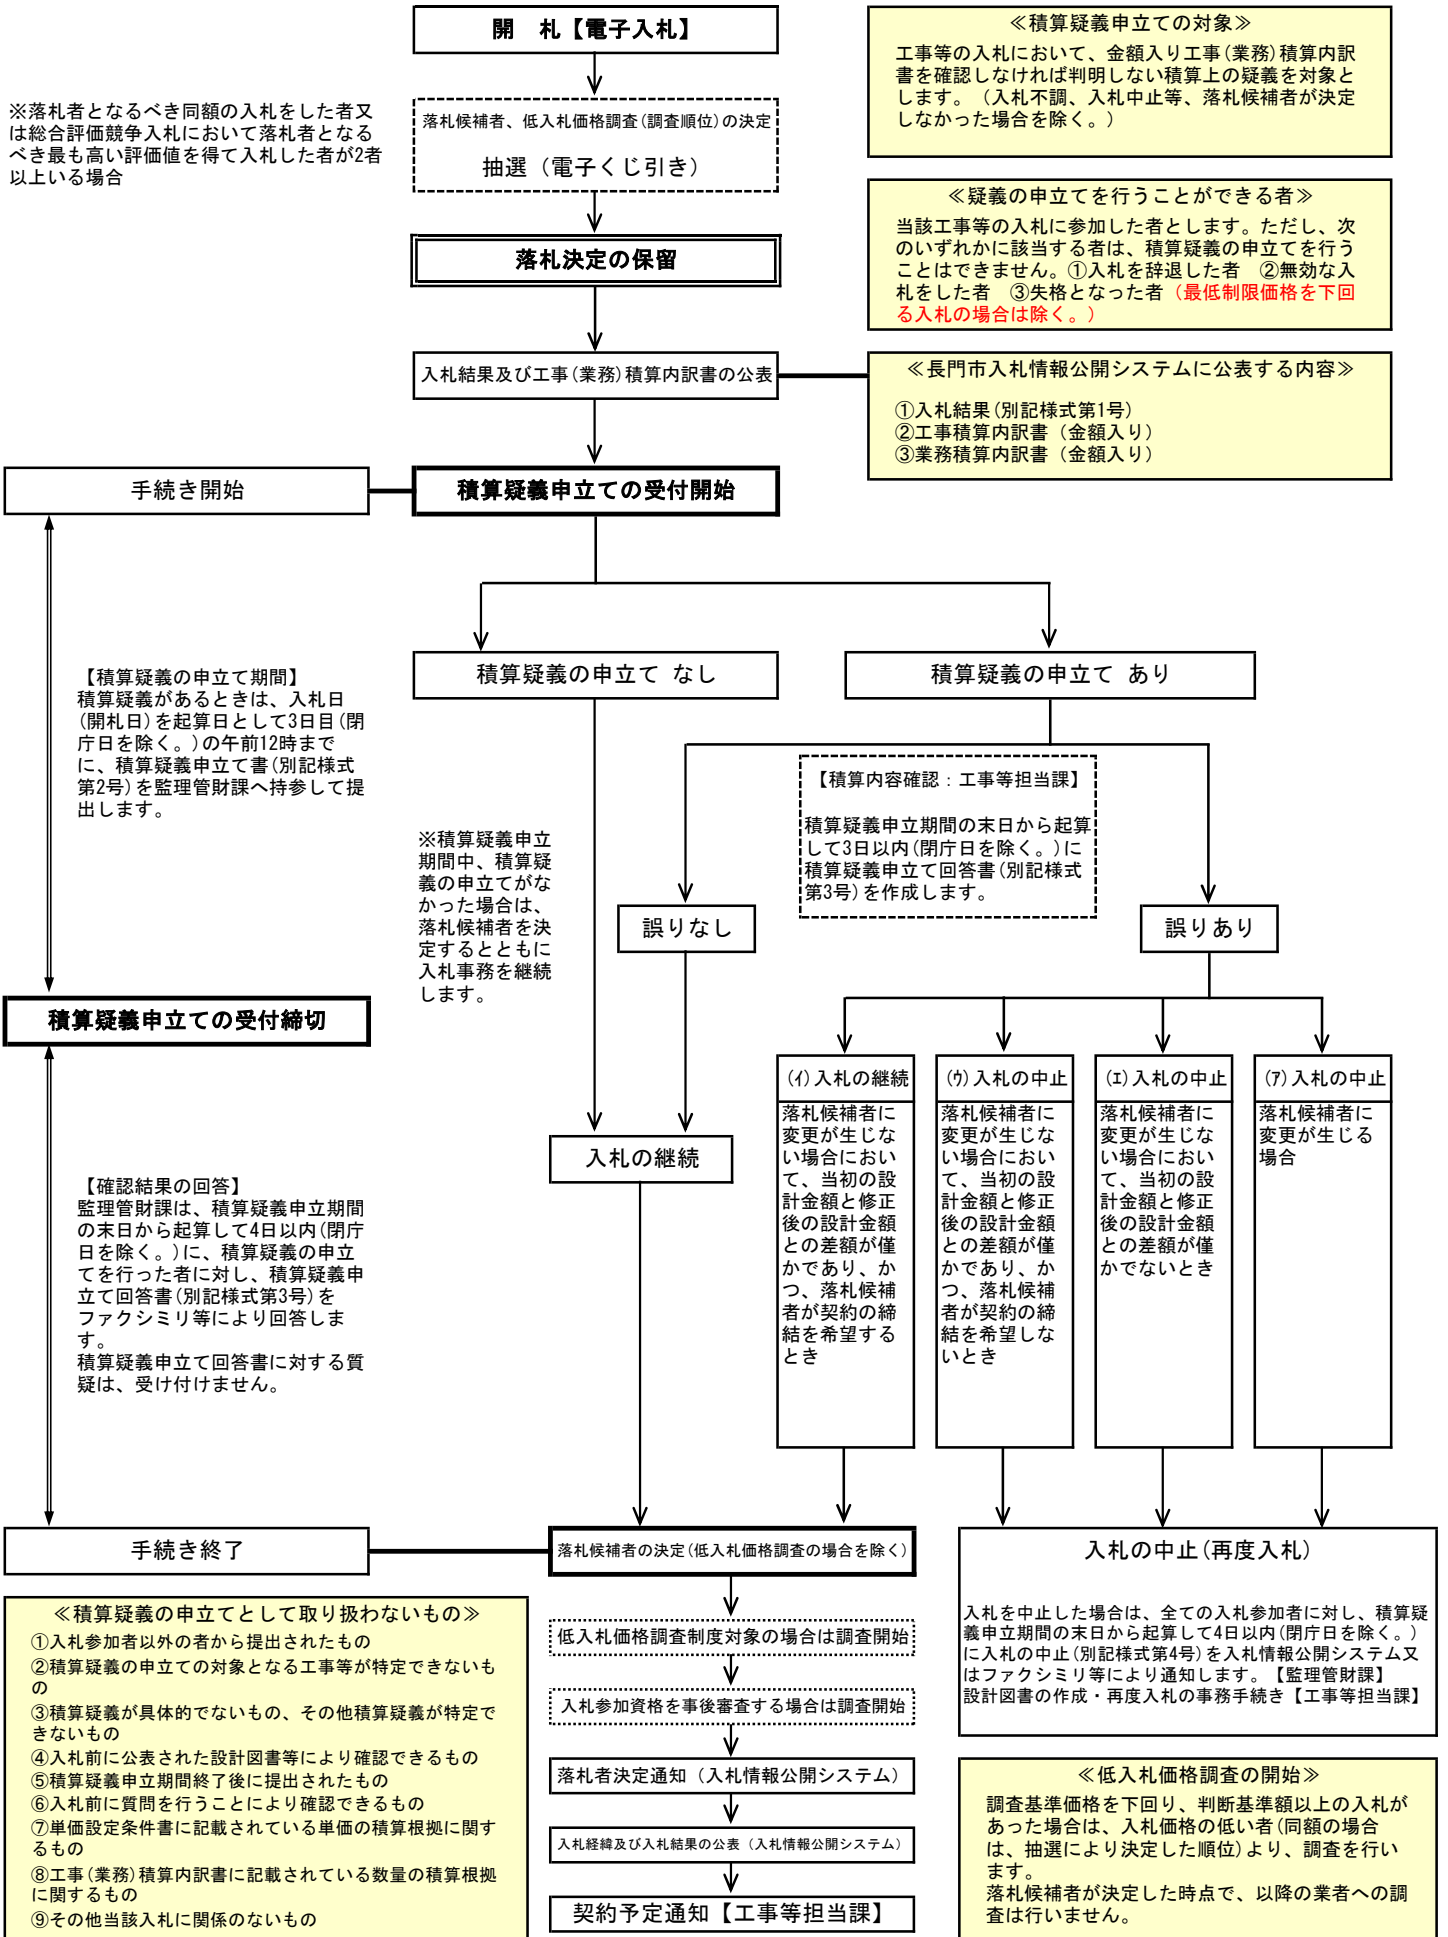 開　札【電子入札】
※落札者となるべき同額の入札をした者又
は総合評価競争入札において落札者となる
べき最も高い評価値を得て入札した者が2者
以上いる場合
落札候補者、低入札価格調査(調査順位)の決定
抽選（電子くじ引き）
落札決定の保留
入札結果及び工事(業務)積算内訳書の公表
≪積算疑義申立ての対象≫
工事等の入札において、金額入り工事(業務)積算内訳
書を確認しなければ判明しない積算上の疑義を対象と
します。（入札不調、入札中止等、落札候補者が決定
しなかった場合を除く。）
≪疑義の申立てを行うことができる者≫
当該工事等の入札に参加した者とします。ただし、次
のいずれかに該当する者は、積算疑義の申立てを行う
ことはできません。①入札を辞退した者　②無効な入
札をした者　③失格となった者（最低制限価格を下回
る入札の場合は除く。）
≪長門市入札情報公開システムに公表する内容≫
①入札結果(別記様式第1号)
②工事積算内訳書（金額入り）
③業務積算内訳書（金額入り）
手続き開始
積算疑義申立ての受付開始
【積算疑義の申立て期間】
積算疑義があるときは、入札日
(開札日)を起算日として3日目(閉
庁日を除く。)の午前12時まで
に、積算疑義申立て書(別記様式
第2号)を監理管財課へ持参して提
出します。
積算疑義の申立て なし
積算疑義の申立て あり
※積算疑義申立
期間中、積算疑
義の申立てがな
かった場合は、
落札候補者を決
定するとともに
入札事務を継続
します。
【積算内容確認：工事等担当課】
積算疑義申立期間の末日から起算
して3日以内(閉庁日を除く。)に
積算疑義申立て回答書(別記様式
第3号)を作成します。
誤りなし
誤りあり
積算疑義申立ての受付締切
(ｲ)入札の継続
落札候補者に
変更が生じな
い場合におい
て、当初の設
計金額と修正
後の設計金額
との差額が僅
かであり、か
つ、落札候補
者が契約の締
結を希望する
とき
(ｳ)入札の中止
落札候補者に
変更が生じな
い場合におい
て、当初の設
計金額と修正
後の設計金額
との差額が僅
かであり、か
つ、落札候補
者が契約の締
結を希望しな
いとき
(ｴ)入札の中止
落札候補者に
変更が生じな
い場合におい
て、当初の設
計金額と修正
後の設計金額
との差額が僅
かでないとき
(ｱ)入札の中止
落札候補者に
変更が生じる
場合
入札の継続
【確認結果の回答】
監理管財課は、積算疑義申立期間
の末日から起算して4日以内(閉庁
日を除く。)に、積算疑義の申立
てを行った者に対し、積算疑義申
立て回答書(別記様式第3号)を
ファクシミリ等により回答しま
す。
積算疑義申立て回答書に対する質
疑は、受け付けません。
手続き終了
落札候補者の決定(低入札価格調査の場合を除く)
低入札価格調査制度対象の場合は調査開始
入札参加資格を事後審査する場合は調査開始
落札者決定通知（入札情報公開システム）
入札経緯及び入札結果の公表（入札情報公開システム）
契約予定通知【工事等担当課】
入札の中止(再度入札)
入札を中止した場合は、全ての入札参加者に対し、積算疑
義申立期間の末日から起算して4日以内(閉庁日を除く。)
に入札の中止(別記様式第4号)を入札情報公開システム又
はファクシミリ等により通知します。【監理管財課】
設計図書の作成・再度入札の事務手続き【工事等担当課】
≪積算疑義の申立てとして取り扱わないもの≫
①入札参加者以外の者から提出されたもの
②積算疑義の申立ての対象となる工事等が特定できないも
の
③積算疑義が具体的でないもの、その他積算疑義が特定で
きないもの
④入札前に公表された設計図書等により確認できるもの
⑤積算疑義申立期間終了後に提出されたもの
⑥入札前に質問を行うことにより確認できるもの
⑦単価設定条件書に記載されている単価の積算根拠に関す
るもの
⑧工事(業務)積算内訳書に記載されている数量の積算根拠
に関するもの
⑨その他当該入札に関係のないもの
≪低入札価格調査の開始≫
調査基準価格を下回り、判断基準額以上の入札が
あった場合は、入札価格の低い者(同額の場合
は、抽選により決定した順位)より、調査を行い
ます。
落札候補者が決定した時点で、以降の業者への調
査は行いません。